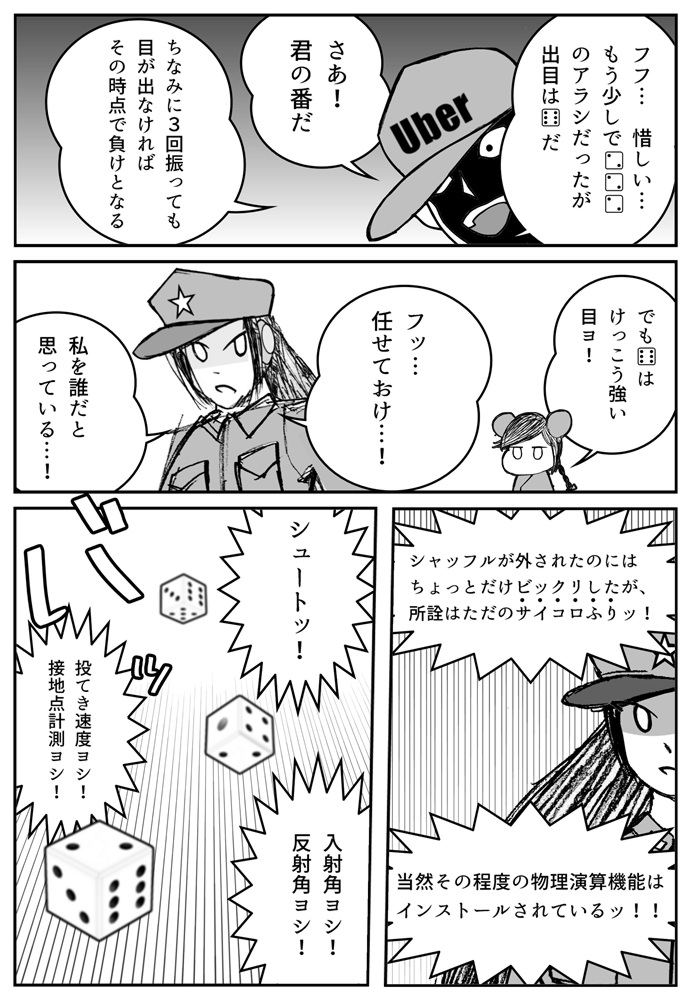 フフ…　惜しい…
もう少しで⚁⚁⚁
のアラシだったが
出目は⚅だ
Uber
さあ！
君の番だ
ちなみに３回振っても
目が出なければ
その時点で負けとなる
でも⚅は
けっこう強い
目ヨ！
フッ…
任せておけ…！
私を誰だと
思っている…！
シャッフルが外されたのには
ちょっとだけビックリしたが、
所詮はただのサイコロふりッ！
当然その程度の物理演算機能は
インストールされているッ！！
シュートッ！
投てき速度ヨシ！
接地点計測ヨシ！
入射角ヨシ！
反射角ヨシ！